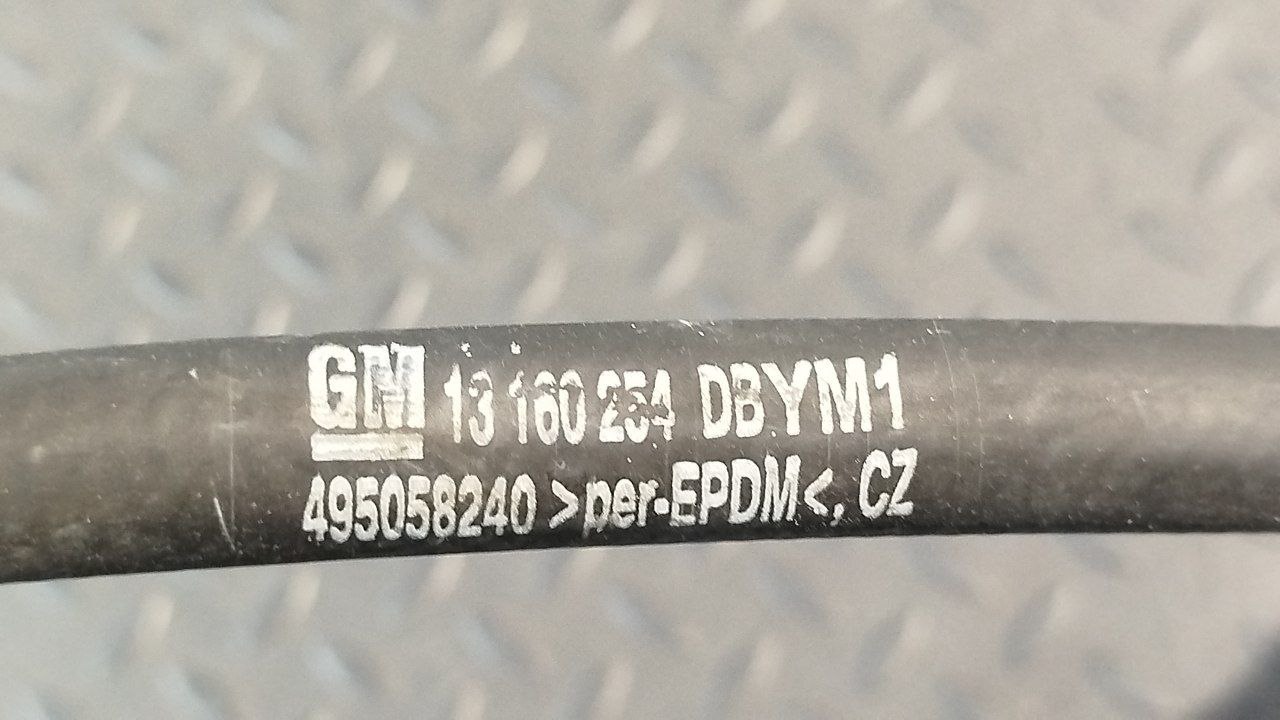 GM 13 160 254 DBYM1
495058240 >per-EPDM<, CZ